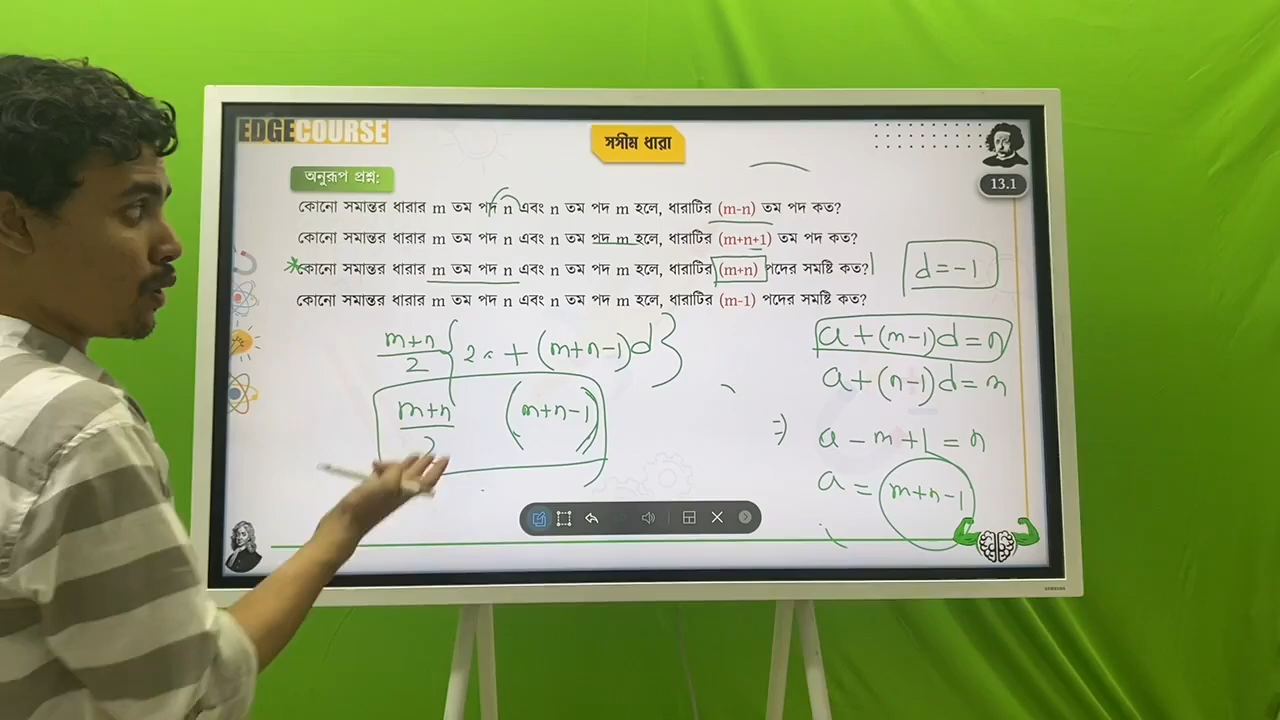 EDGECOURSE
সসীম ধারা
13.1
অনুরূপ প্রশ্ন:
কোনো সমান্তর ধারার m তম পদ n এবং n তম পদ m হলে, ধারাটির (m-n) তম পদ কত?
কোনো সমান্তর ধারার m তম পদ n এবং n তম পদ m হলে, ধারাটির (m+n+1) তম পদ কত?
কোনো সমান্তর ধারার m তম পদ n এবং n তম পদ m হলে, ধারাটির (m+n) পদের সমষ্টি কত?
কোনো সমান্তর ধারার m তম পদ n এবং n তম পদ m হলে, ধারাটির (m-1) পদের সমষ্টি কত?
d = -1
m+n/2 { 2a + (m+n-1)d }
m+n/2 (m+n-1)
a + (m-1)d = n
a + (n-1)d = m
⇒ a - m + 1 = n
a = m+n-1
SAMSUNG